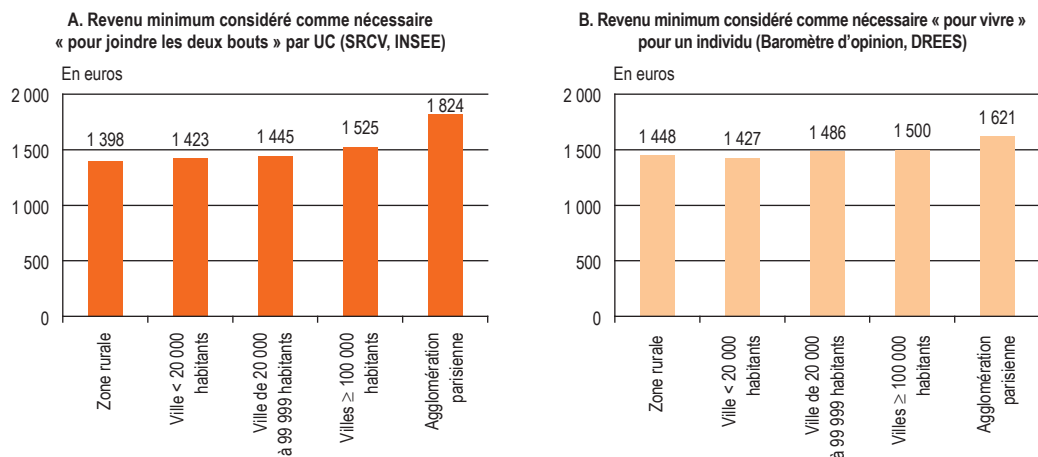 A. Revenu minimum considéré comme nécessaire
« pour joindre les deux bouts » par UC (SRCV, INSEE)
En euros
2 000
1 500
1 000
500
0
1 398
1 423
1 445
1 525
1 824
Zone rurale
Ville < 20 000
habitants
Ville de 20 000
à 99 999 habitants
Villes ≥ 100 000
habitants
Agglomération
parisienne
B. Revenu minimum considéré comme nécessaire « pour vivre »
pour un individu (Baromètre d'opinion, DREES)
En euros
2 000
1 500
1 000
500
0
1 448
1 427
1 486
1 500
1 621
Zone rurale
Ville < 20 000
habitants
Ville de 20 000
à 99 999 habitants
Villes ≥ 100 000
habitants
Agglomération
parisienne